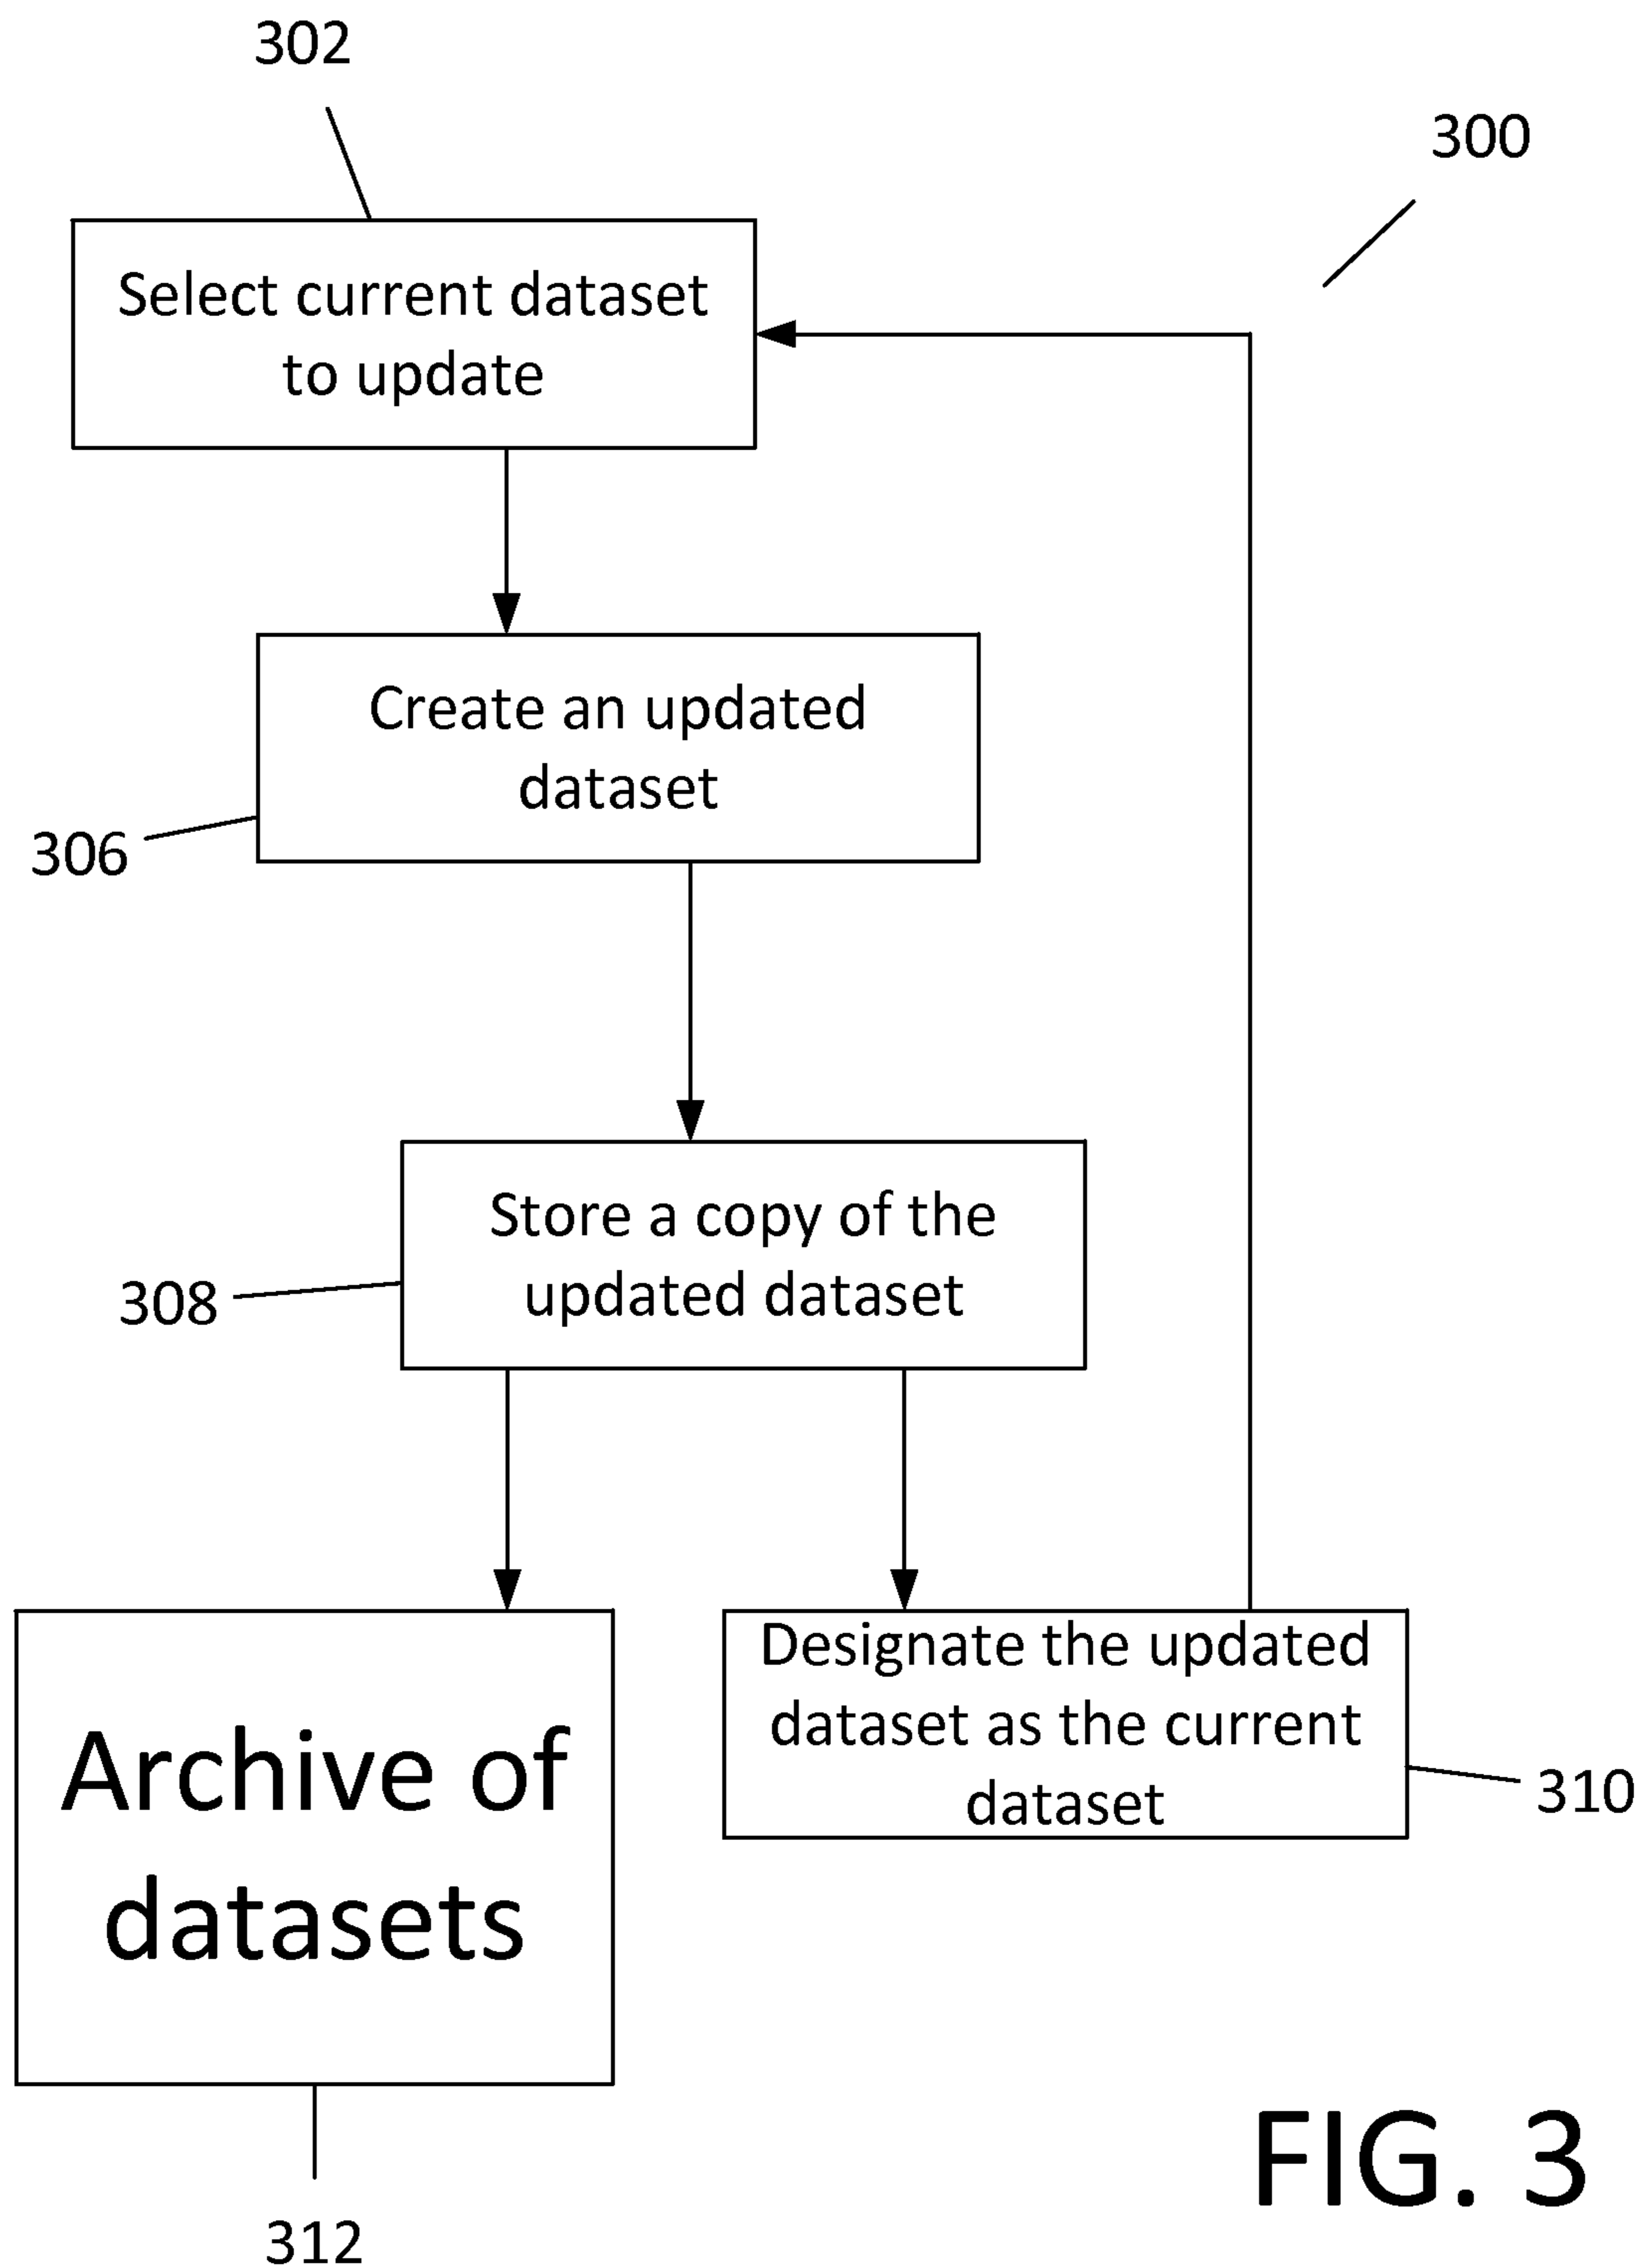 302
300
Select current dataset
to update
Create an updated
dataset
306
Store a copy of the
updated dataset
308
Archive of
datasets
Designate the updated
dataset as the current
dataset
310
312
FIG. 3